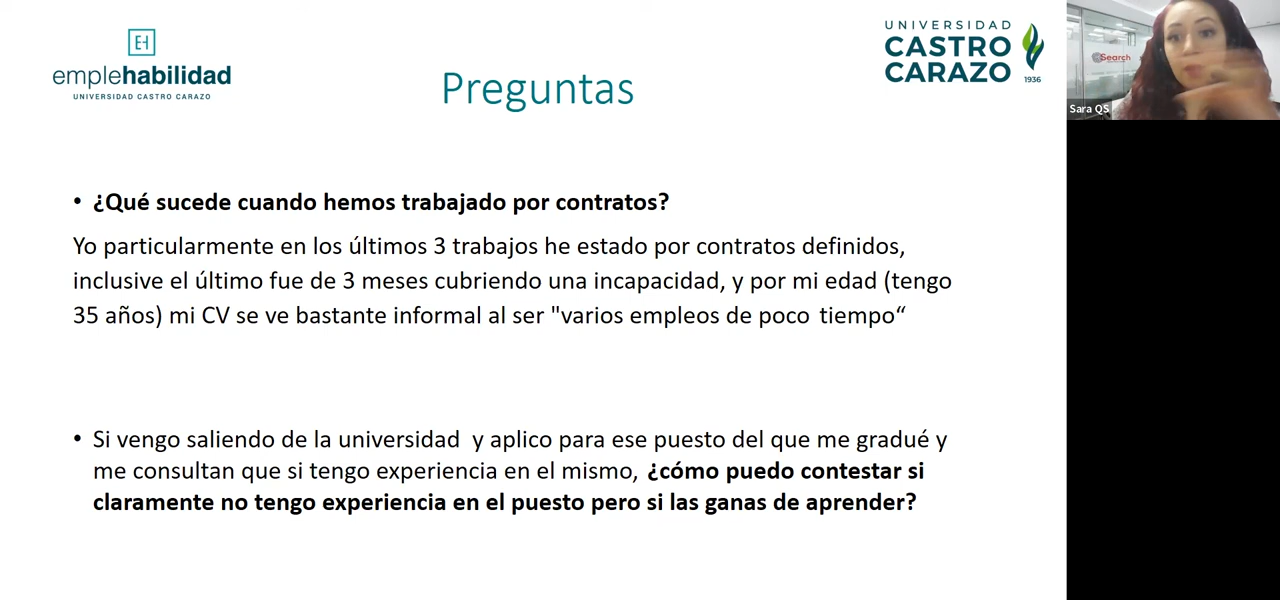 EH
emplehabilidad
UNIVERSIDAD CASTRO CARAZO
Preguntas
UNIVERSIDAD
CASTRO
CARAZO
1936
Search
Sara QS
• ¿Qué sucede cuando hemos trabajado por contratos?
Yo particularmente en los últimos 3 trabajos he estado por contratos definidos,
inclusive el último fue de 3 meses cubriendo una incapacidad, y por mi edad (tengo
35 años) mi CV se ve bastante informal al ser "varios empleos de poco tiempo“
• Si vengo saliendo de la universidad y aplico para ese puesto del que me gradué y
me consultan que si tengo experiencia en el mismo, ¿cómo puedo contestar si
claramente no tengo experiencia en el puesto pero si las ganas de aprender?